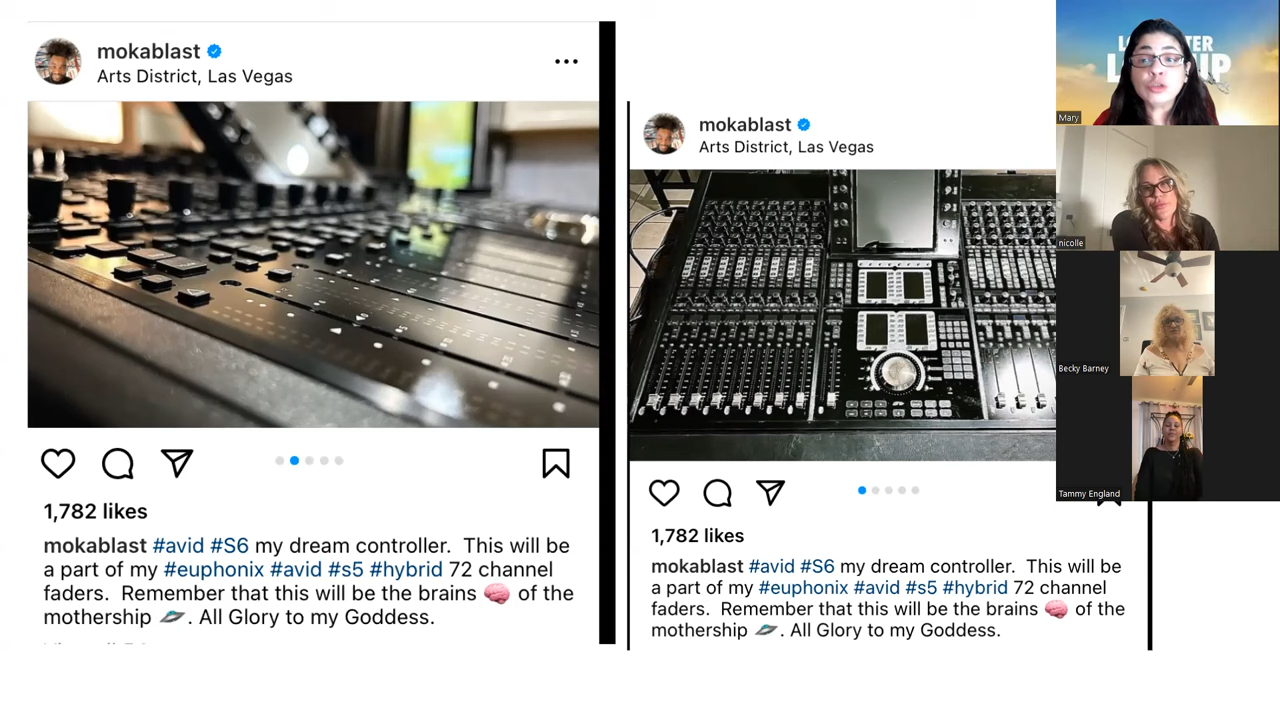 mokablast
Arts District, Las Vegas
1,782 likes
mokablast #avid #S6 my dream controller. This will be
a part of my #euphonix #avid #s5 #hybrid 72 channel
faders. Remember that this will be the brains 🧠 of the
mothership 🛸. All Glory to my Goddess.
mokablast
Arts District, Las Vegas
1,782 likes
mokablast #avid #S6 my dream controller. This will be
a part of my #euphonix #avid #s5 #hybrid 72 channel
faders. Remember that this will be the brains 🧠 of the
mothership 🛸. All Glory to my Goddess.
Mary
nicolle
Becky Barney
Tammy England